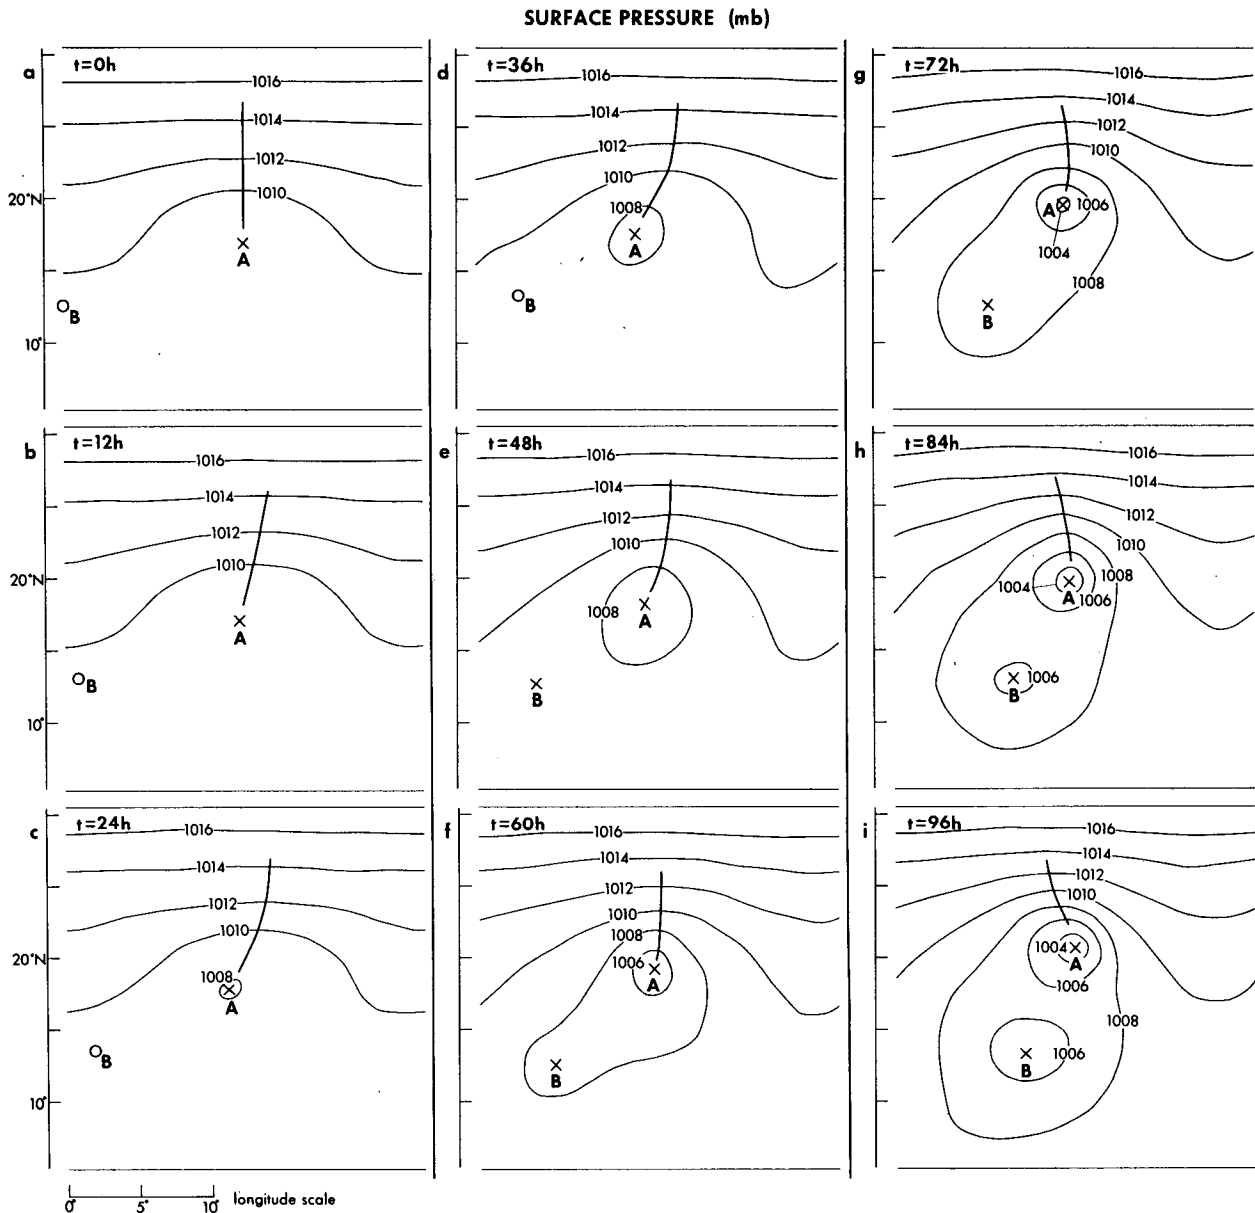 SURFACE PRESSURE (mb)
a
t=0h
1016
1014
1012
1010
20°N
A
B
10°
b
t=12h
1016
1014
1012
1010
20°N
A
B
10°
c
t=24h
1016
1014
1012
1010
20°N
1008
A
B
10°
0° 5° 10° longitude scale
d
t=36h
1016
1014
1012
1010
1008
A
B
e
t=48h
1016
1014
1012
1010
1008
A
B
f
t=60h
1016
1014
1012
1010
1008
1006
A
B
g
t=72h
1016
1014
1012
1010
A
1006
1004
1008
B
h
t=84h
1016
1014
1012
1010
1008
1004
A
1006
1006
B
i
t=96h
1016
1014
1012
1010
1004
A
1006
1008
1006
B